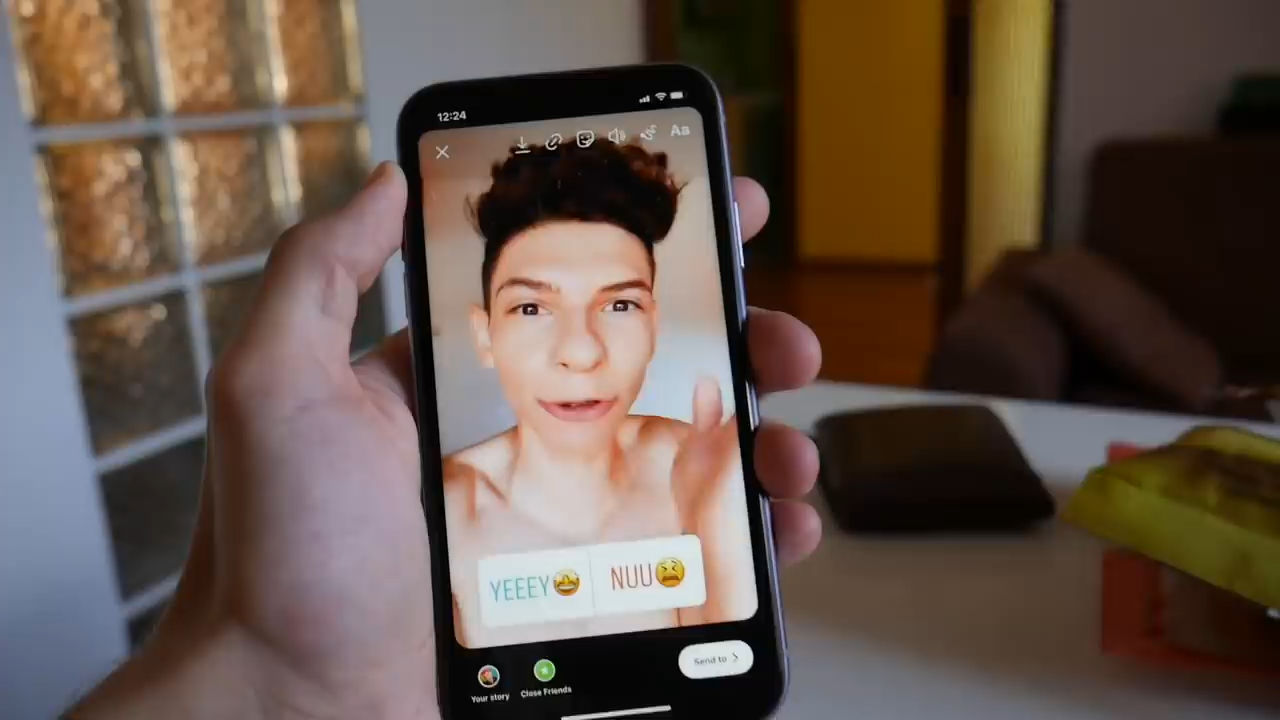 12:24
Aa
YEEEY🤩 NUU😫
Send to
Your story Close Friends